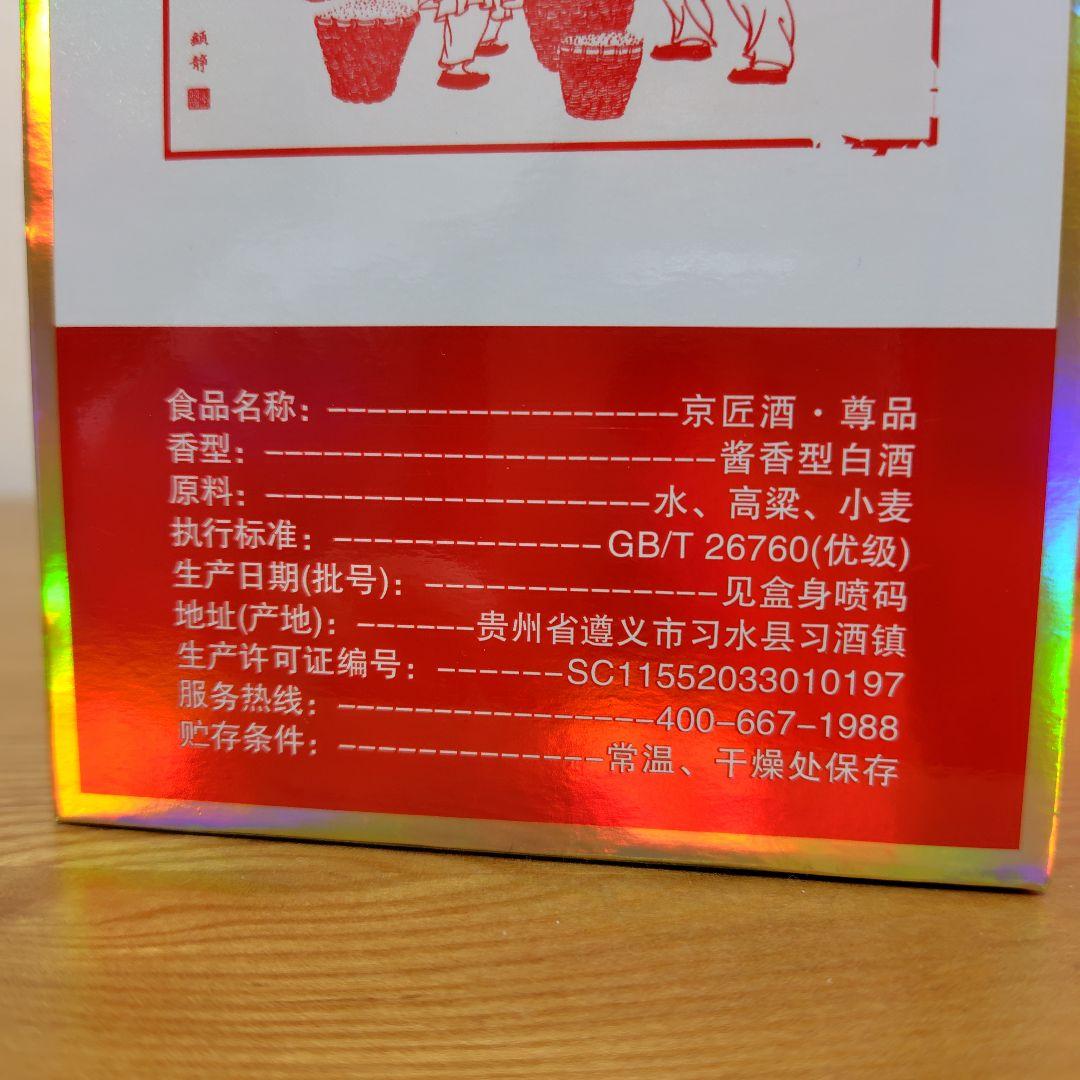 颛静
食品名称:-----------------京匠酒·尊品
香型:----------------------酱香型白酒
原料:-------------------水、高粱、小麦
执行标准:-------------GB/T 26760(优级)
生产日期(批号):---------------见盒身喷码
地址(产地):------贵州省遵义市习水县习酒镇
生产许可证编号:------SC11552033010197
服务热线:----------------400-667-1988
贮存条件:-------------常温、干燥处保存